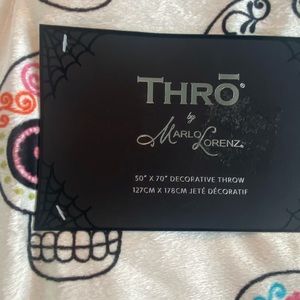 THRŌ®
by
MARLO LORENZ®
50" X 70" DECORATIVE THROW
127CM X 178CM JETÉ DÉCORATIF